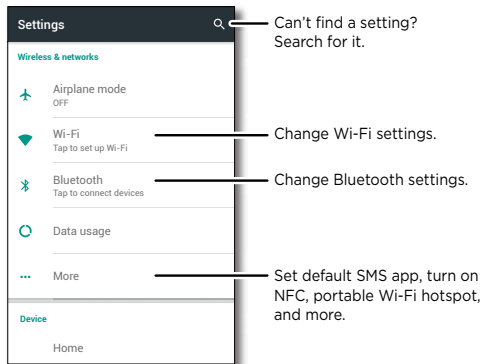 Settings
Can't find a setting?
Search for it.
Wireless & networks
Airplane mode
OFF
Wi-Fi
Tap to set up Wi-Fi
Change Wi-Fi settings.
Bluetooth
Tap to connect devices
Change Bluetooth settings.
Data usage
More
Set default SMS app, turn on
NFC, portable Wi-Fi hotspot,
and more.
Device
Home